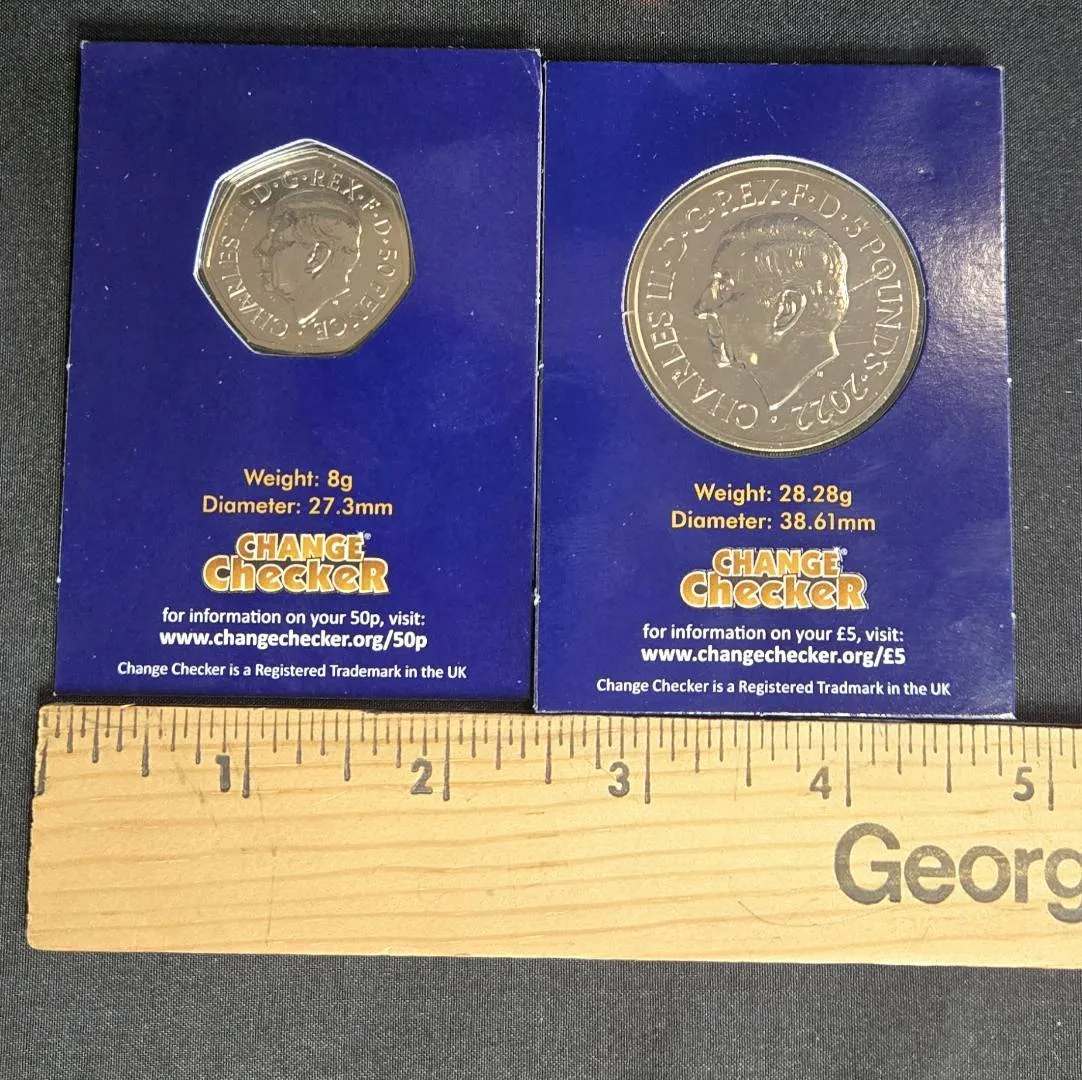 CHARLES III · D · G · REX · F · D · 50 PENCE
Weight: 8g
Diameter: 27.3mm
CHANGE
CheckeR
for information on your 50p, visit:
www.changechecker.org/50p
Change Checker is a Registered Trademark in the UK
CHARLES III · D · G · REX · F · D · 5 POUNDS · 2022 ·
Weight: 28.28g
Diameter: 38.61mm
CHANGE
CheckeR
for information on your £5, visit:
www.changechecker.org/£5
Change Checker is a Registered Tradmark in the UK
1 2 3 4 5
Georg